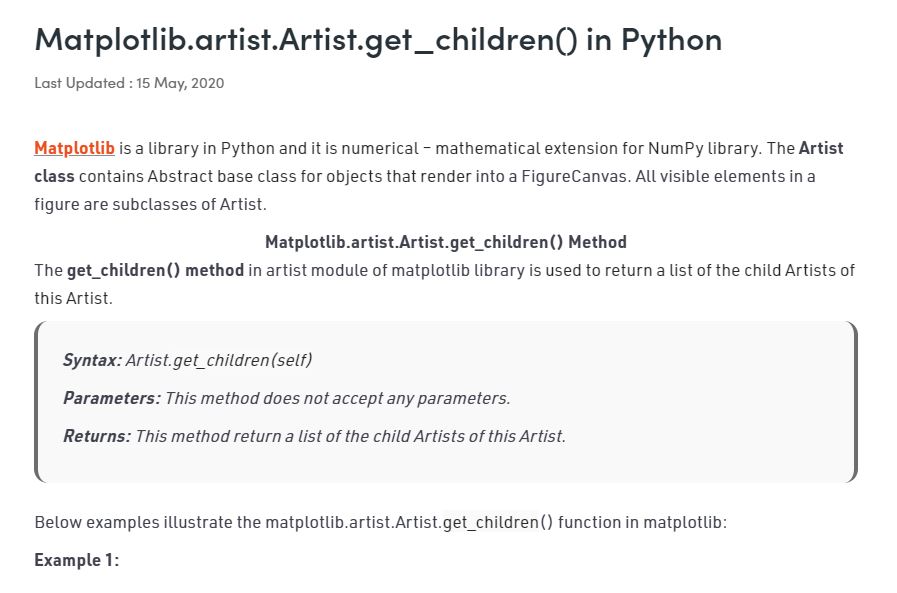 Matplotlib.artist.Artist.get_children() in Python
Last Updated : 15 May, 2020
Matplotlib is a library in Python and it is numerical – mathematical extension for NumPy library. The Artist
class contains Abstract base class for objects that render into a FigureCanvas. All visible elements in a
figure are subclasses of Artist.
Matplotlib.artist.Artist.get_children() Method
The get_children() method in artist module of matplotlib library is used to return a list of the child Artists of
this Artist.
Syntax: Artist.get_children(self)
Parameters: This method does not accept any parameters.
Returns: This method return a list of the child Artists of this Artist.
Below examples illustrate the matplotlib.artist.Artist.get_children() function in matplotlib:
Example 1: